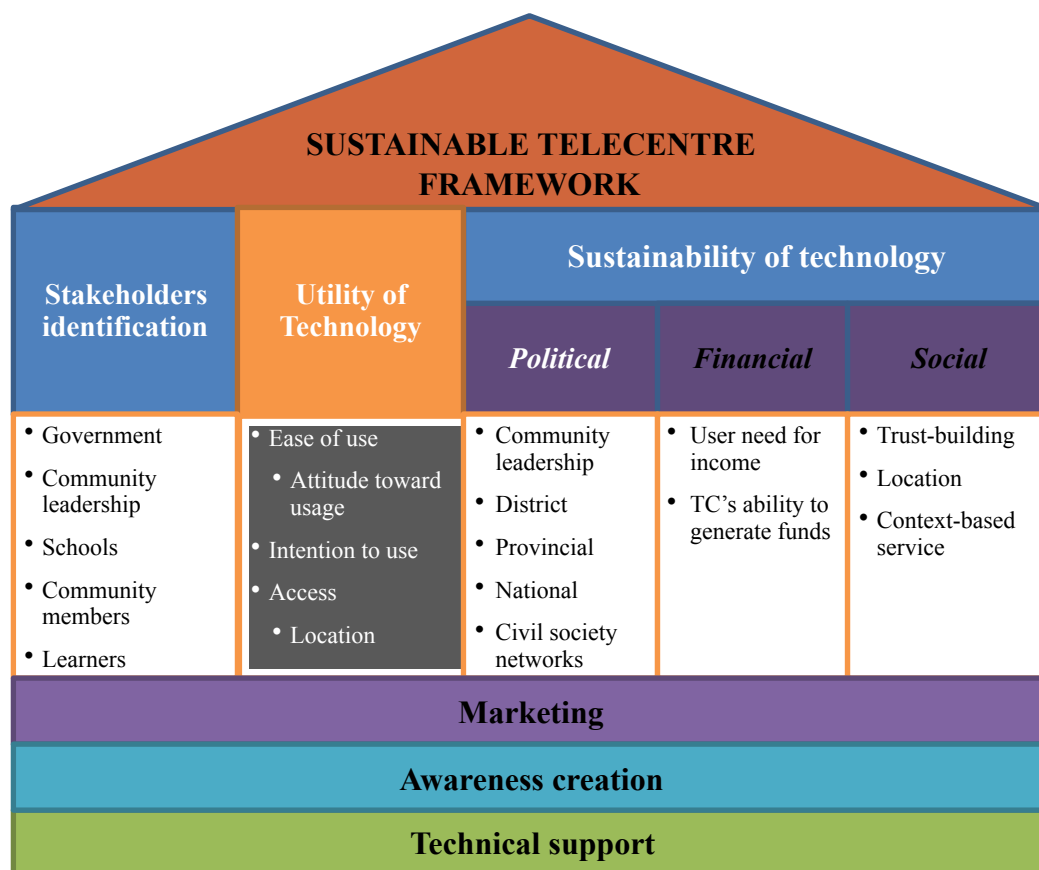 SUSTAINABLE TELECENTRE
FRAMEWORK
Stakeholders
identification
Utility of
Technology
Sustainability of technology
Political
Financial
Social
• Government
• Community
leadership
• Schools
• Community
members
• Learners
• Ease of use
• Attitude toward
usage
• Intention to use
• Access
• Location
• Community
leadership
• District
• Provincial
• National
• Civil society
networks
• User need for
income
• TC’s ability to
generate funds
• Trust-building
• Location
• Context-based
service
Marketing
Awareness creation
Technical support